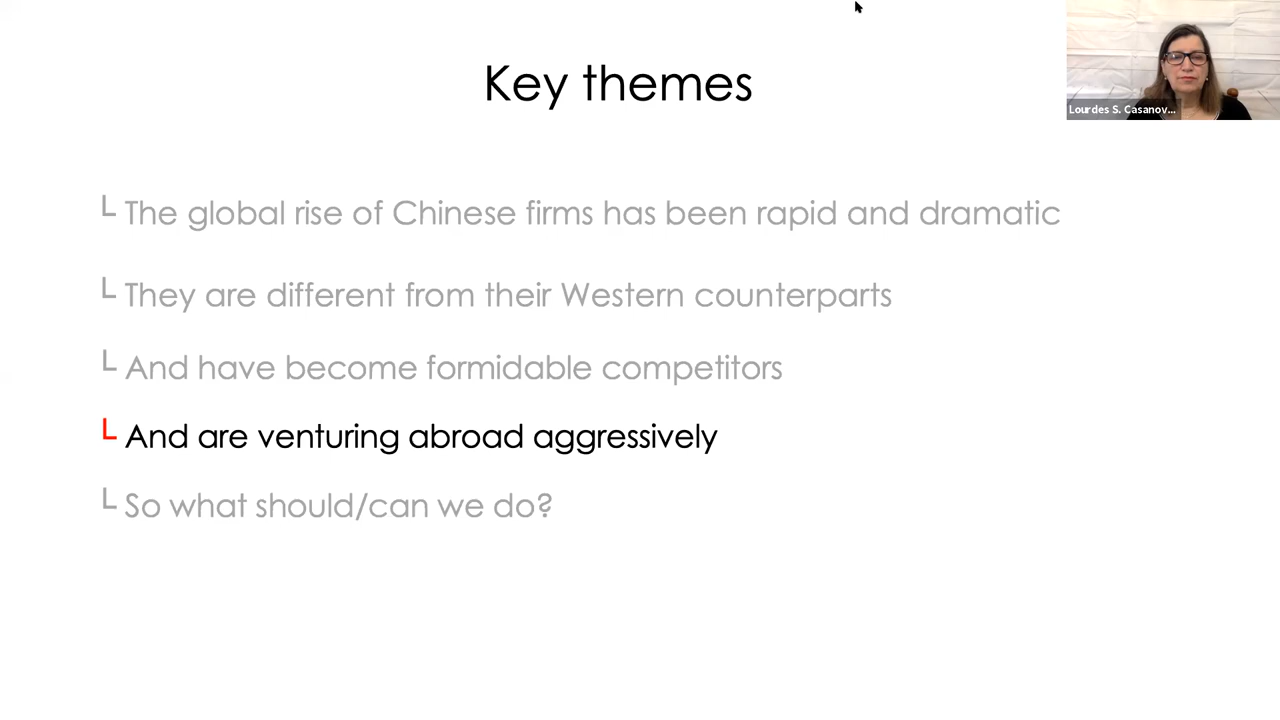 Key themes
└ The global rise of Chinese firms has been rapid and dramatic
└ They are different from their Western counterparts
└ And have become formidable competitors
└ And are venturing abroad aggressively
└ So what should/can we do?
Lourdes S. Casanov...